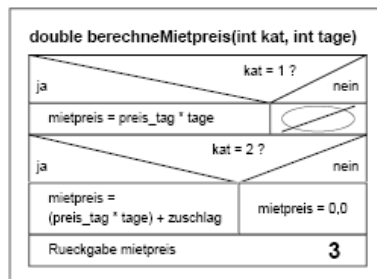 double berechneMietpreis(int kat, int tage)
kat = 1 ?
ja
nein
mietpreis = preis_tag * tage
kat = 2 ?
ja
nein
mietpreis =
(preis_tag * tage) + zuschlag
mietpreis = 0,0
Rueckgabe mietpreis
3